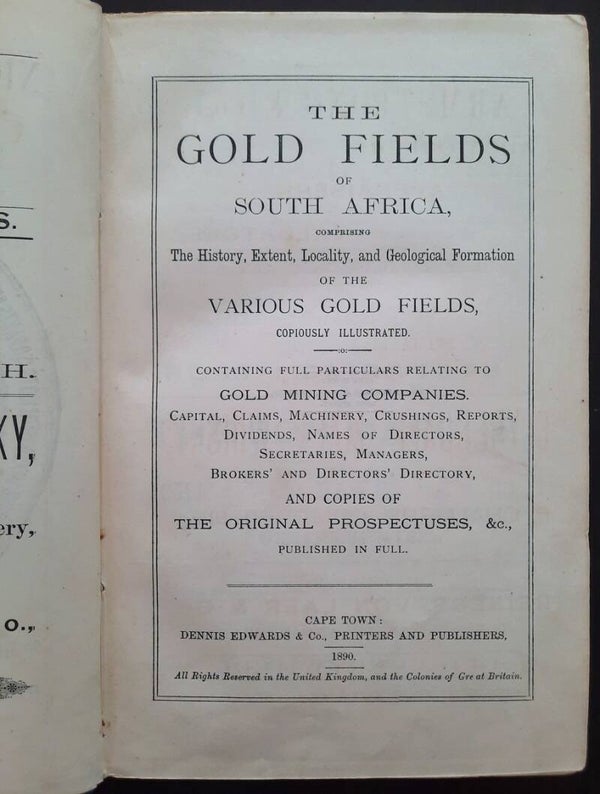 S.
H.
KY,
ery,
o.,
THE
GOLD FIELDS
OF
SOUTH AFRICA,
COMPRISING
The History, Extent, Locality, and Geological Formation
OF THE
VARIOUS GOLD FIELDS,
COPIOUSLY ILLUSTRATED.
:o:
CONTAINING FULL PARTICULARS RELATING TO
GOLD MINING COMPANIES.
CAPITAL, CLAIMS, MACHINERY, CRUSHINGS, REPORTS,
DIVIDENDS, NAMES OF DIRECTORS,
SECRETARIES, MANAGERS,
BROKERS' AND DIRECTORS' DIRECTORY,
AND COPIES OF
THE ORIGINAL PROSPECTUSES, &c.,
PUBLISHED IN FULL.
CAPE TOWN:
DENNIS EDWARDS & Co., PRINTERS AND PUBLISHERS,
1890.
All Rights Reserved in the United Kingdom, and the Colonies of Gre at Britain.